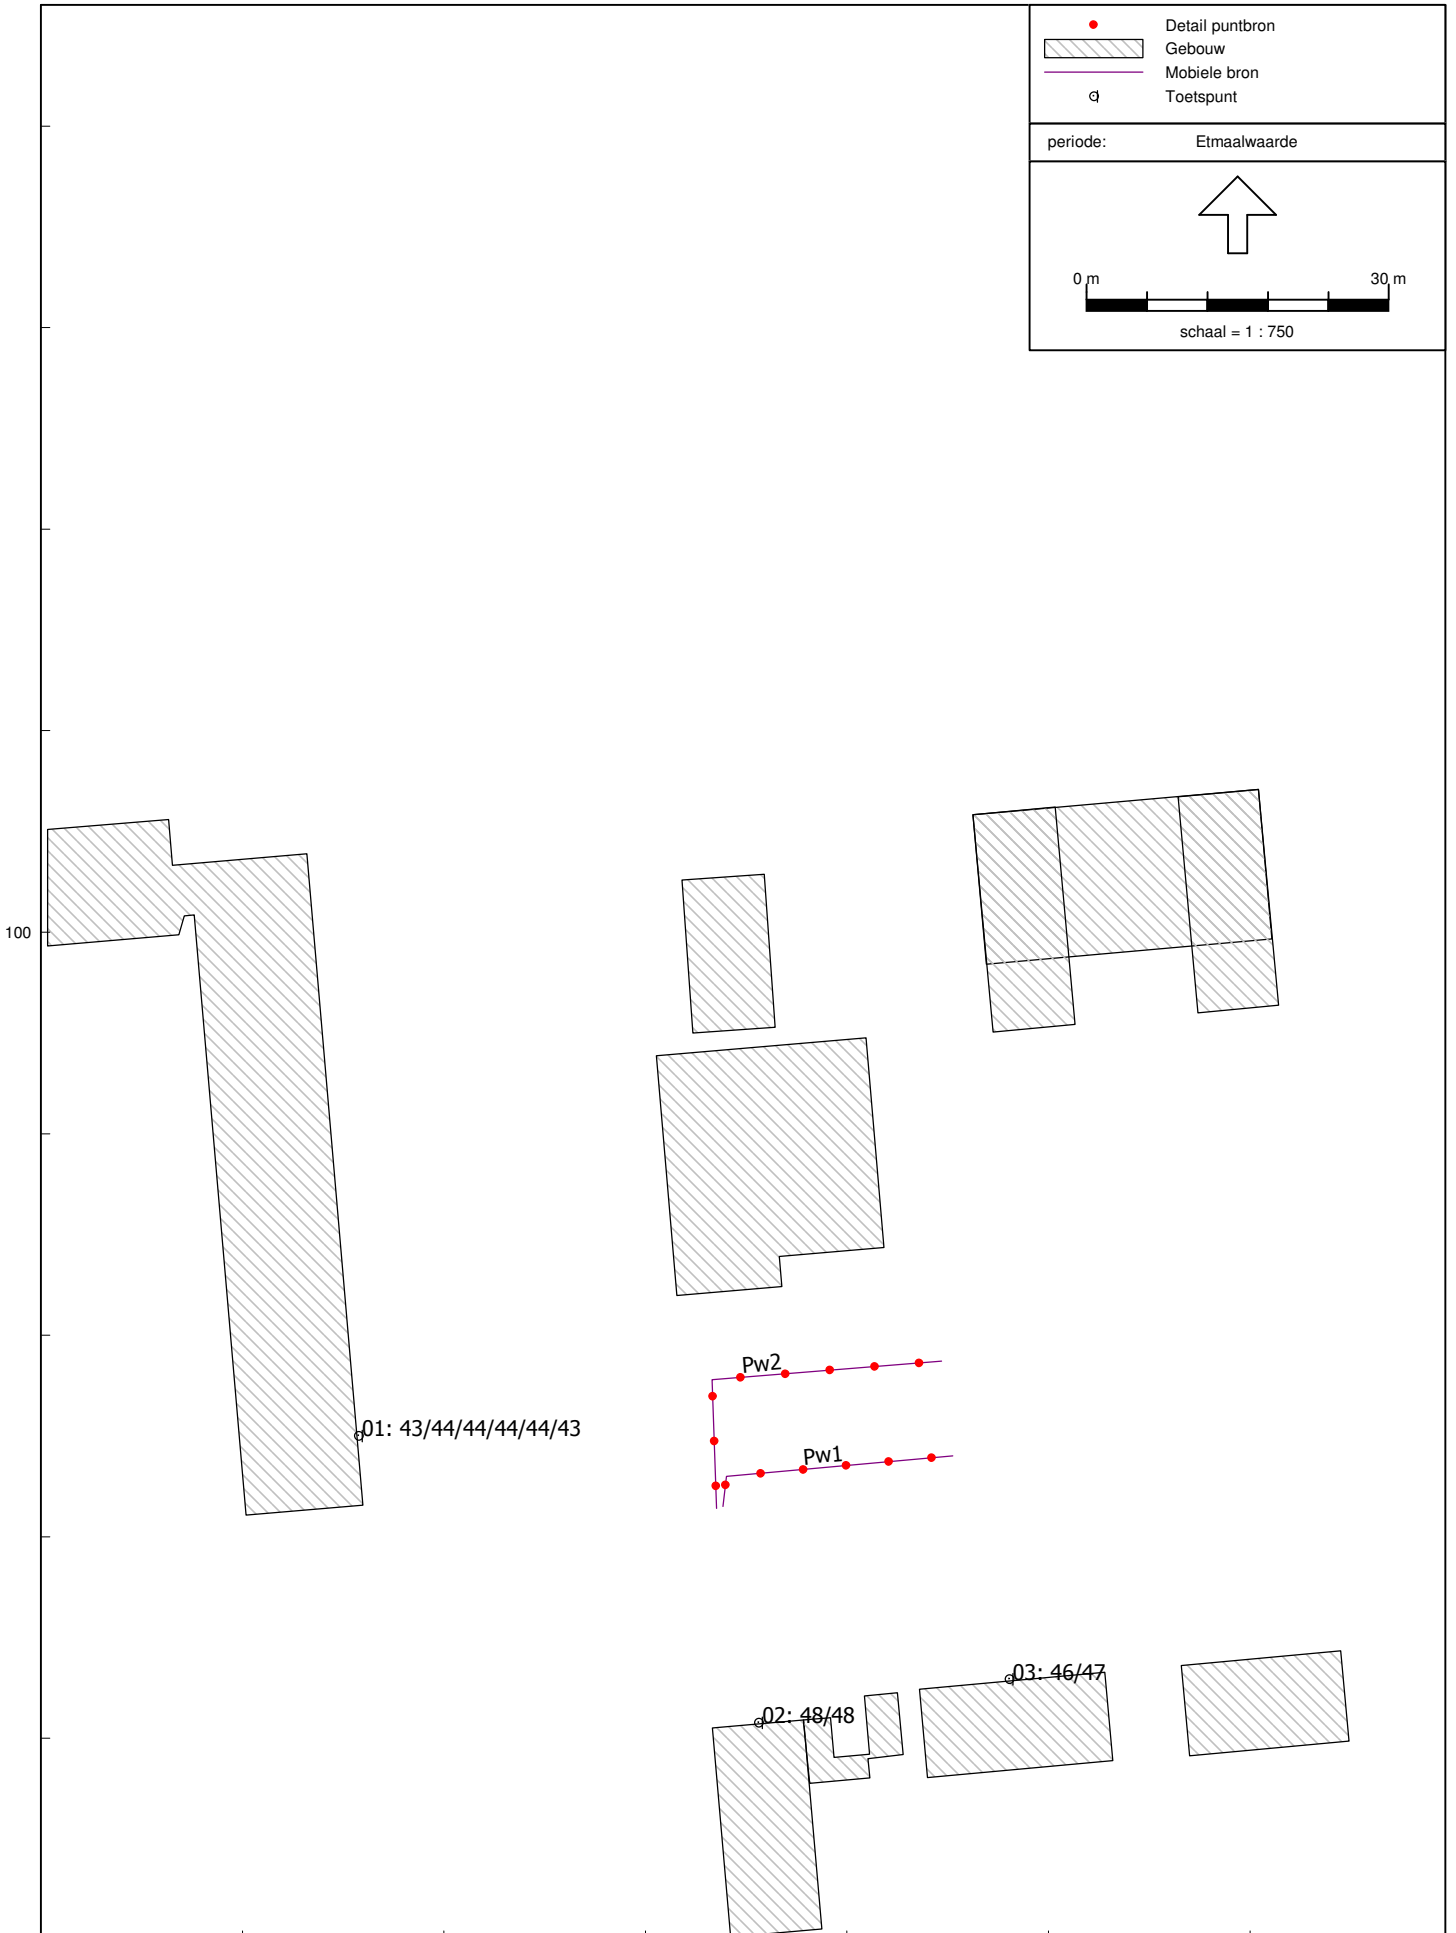 Detail puntbron
Gebouw
Mobiele bron
Toetspunt
periode: Etmaalwaarde
0 m 30 m
schaal = 1 : 750
100
Pw2
01: 43/44/44/44/44/43
Pw1
03: 46/47
02: 48/48